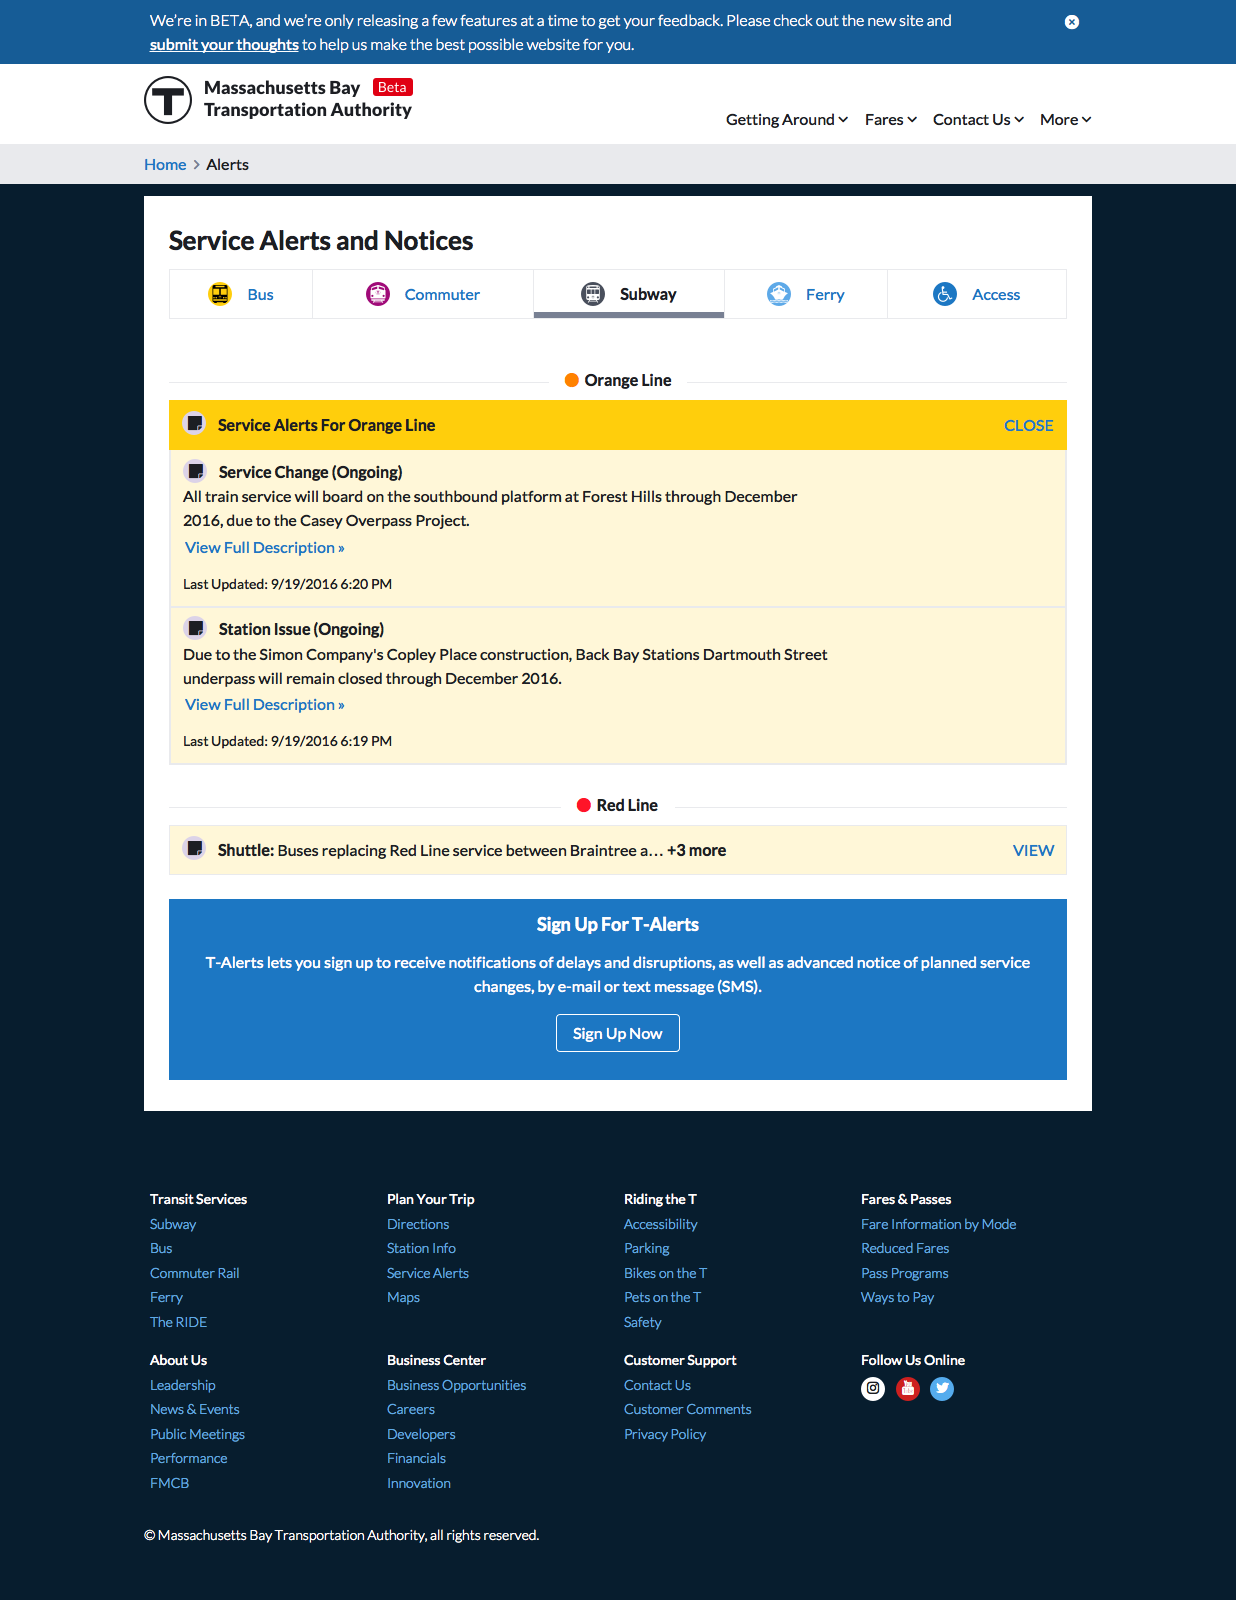 We’re in BETA, and we’re only releasing a few features at a time to get your feedback. Please check out the new site and
submit your thoughts to help us make the best possible website for you.
T
Massachusetts Bay Beta
Transportation Authority
Getting Around Fares Contact Us More
Home > Alerts
Service Alerts and Notices
Bus Commuter Subway Ferry Access
Orange Line
Service Alerts For Orange Line CLOSE
Service Change (Ongoing)
All train service will board on the southbound platform at Forest Hills through December
2016, due to the Casey Overpass Project.
View Full Description »
Last Updated: 9/19/2016 6:20 PM
Station Issue (Ongoing)
Due to the Simon Company's Copley Place construction, Back Bay Stations Dartmouth Street
underpass will remain closed through December 2016.
View Full Description »
Last Updated: 9/19/2016 6:19 PM
Red Line
Shuttle: Buses replacing Red Line service between Braintree a… +3 more VIEW
Sign Up For T-Alerts
T-Alerts lets you sign up to receive notifications of delays and disruptions, as well as advanced notice of planned service
changes, by e-mail or text message (SMS).
Sign Up Now
Transit Services
Subway
Bus
Commuter Rail
Ferry
The RIDE
Plan Your Trip
Directions
Station Info
Service Alerts
Maps
Riding the T
Accessibility
Parking
Bikes on the T
Pets on the T
Safety
Fares & Passes
Fare Information by Mode
Reduced Fares
Pass Programs
Ways to Pay
About Us
Leadership
News & Events
Public Meetings
Performance
FMCB
Business Center
Business Opportunities
Careers
Developers
Financials
Innovation
Customer Support
Contact Us
Customer Comments
Privacy Policy
Follow Us Online
© Massachusetts Bay Transportation Authority, all rights reserved.